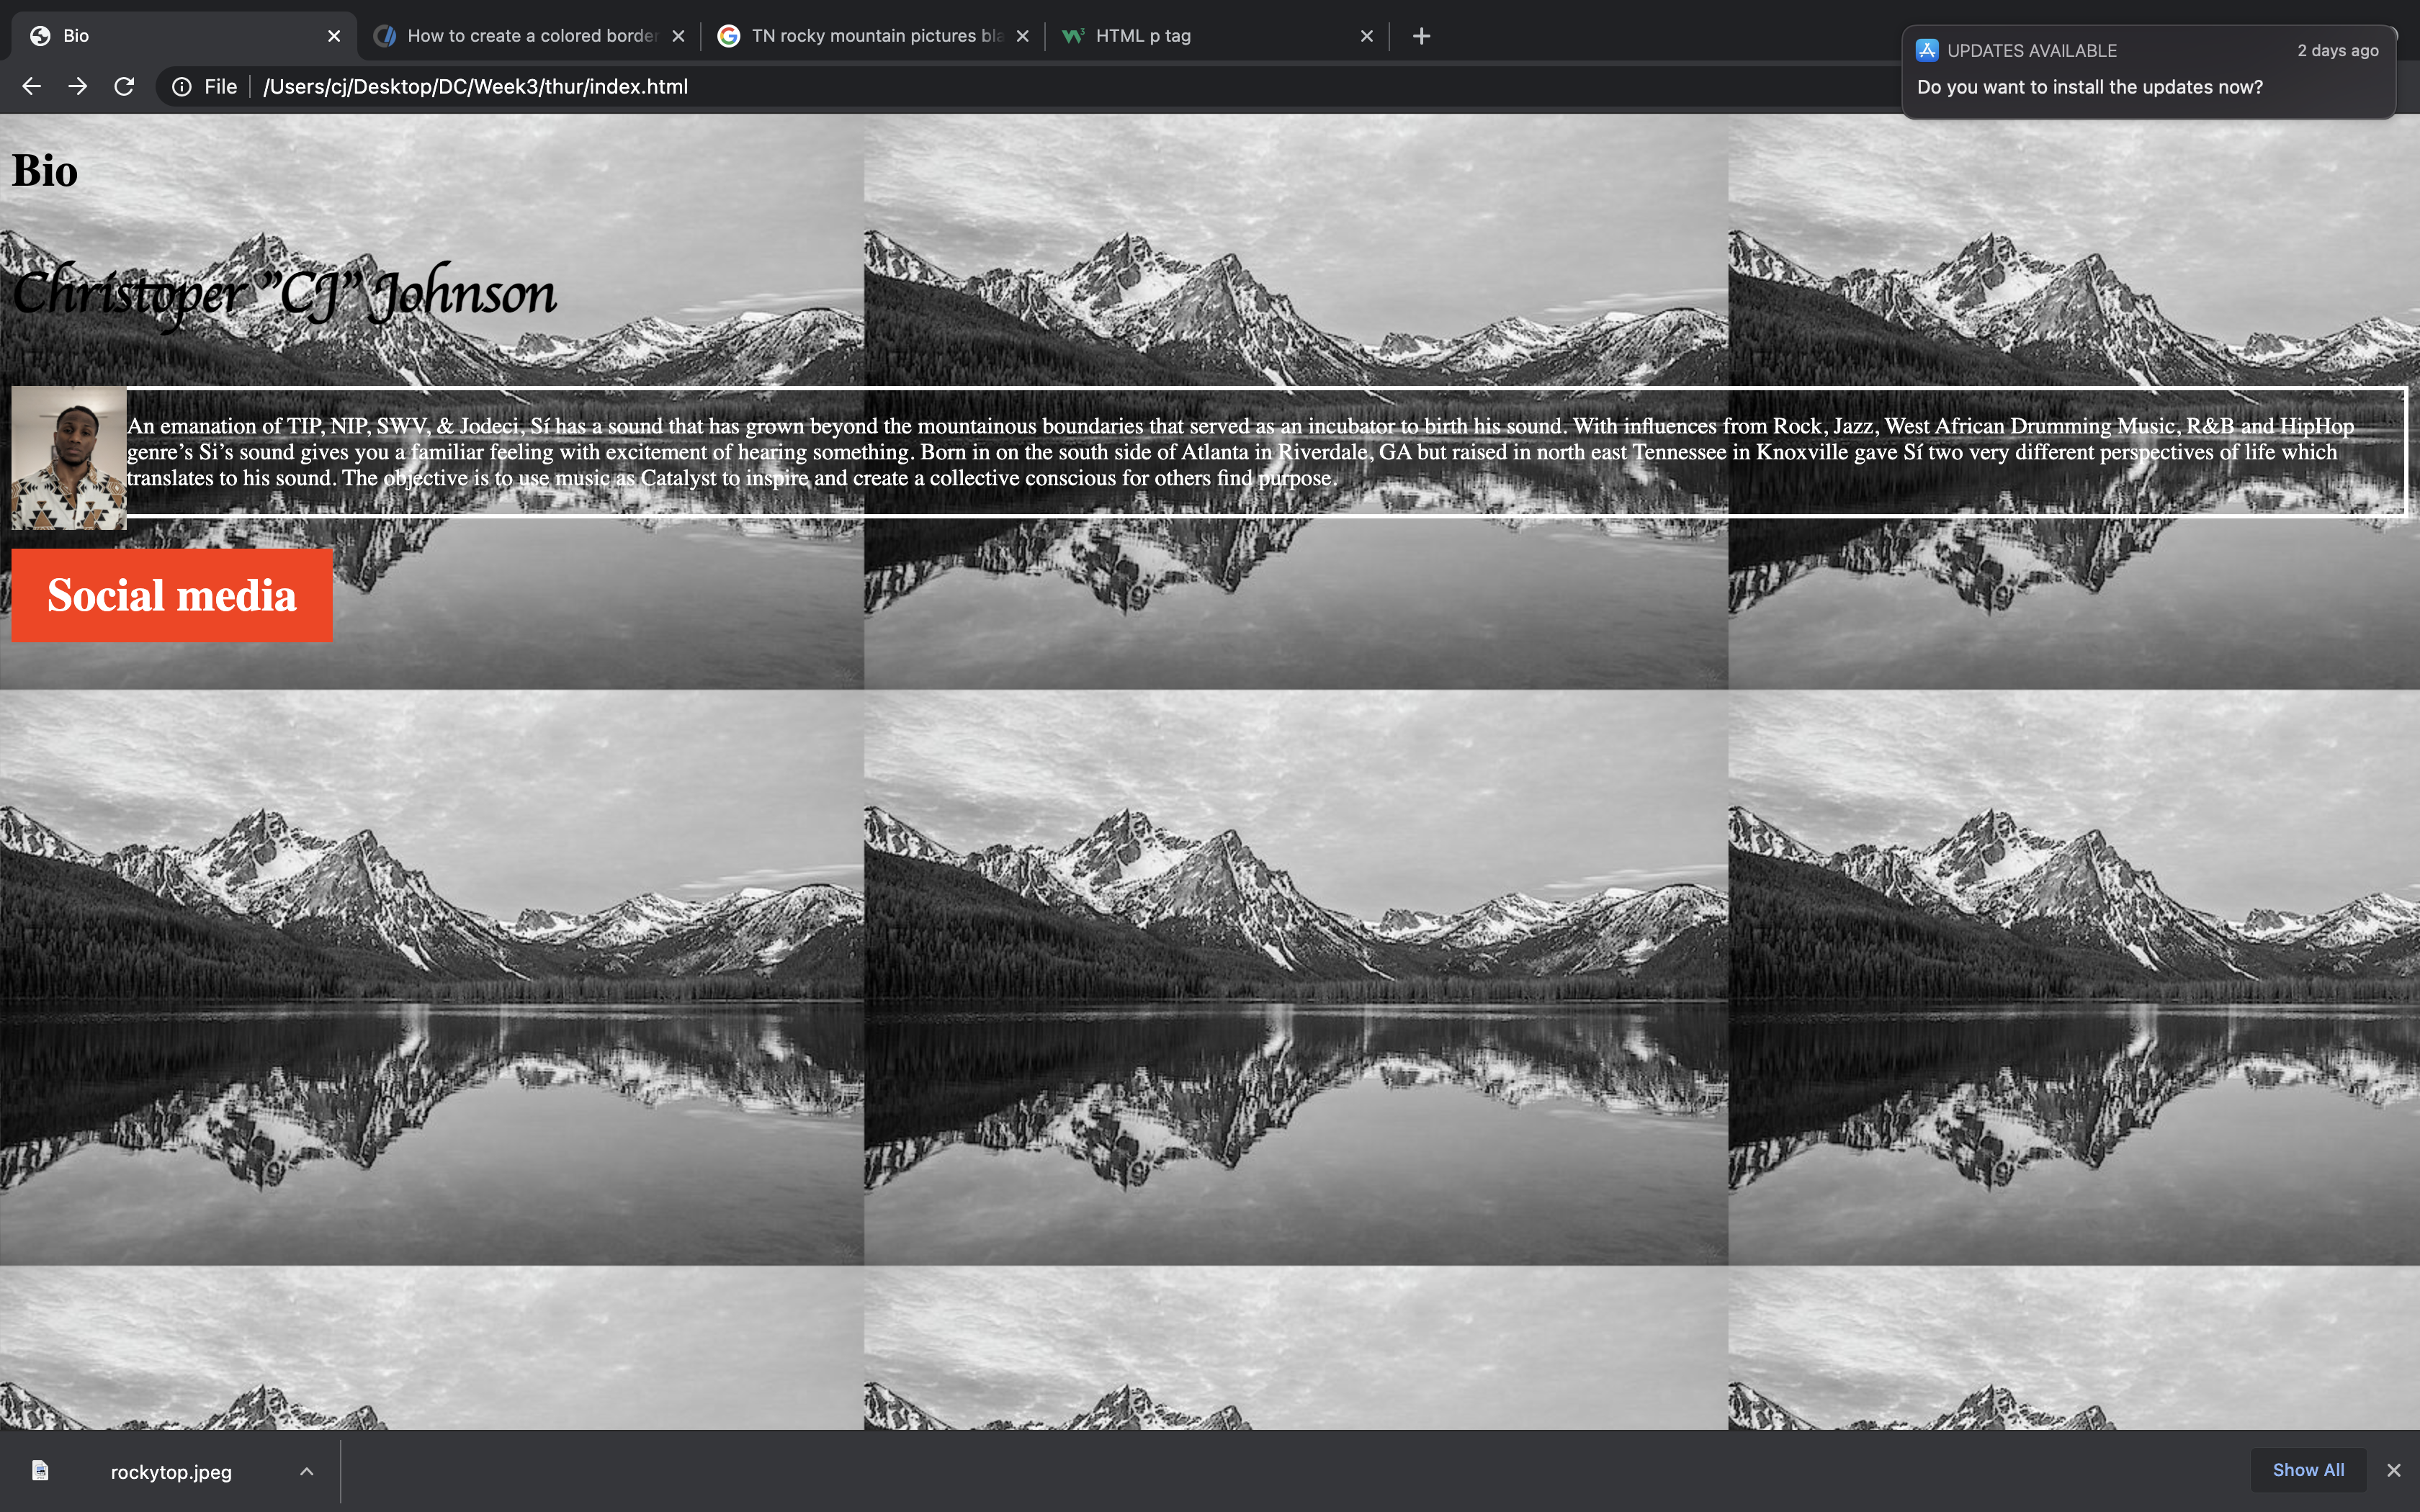 Bio
How to create a colored border
TN rocky mountain pictures bla
HTML p tag
UPDATES AVAILABLE
2 days ago
Do you want to install the updates now?
File
/Users/cj/Desktop/DC/Week3/thur/index.html
Bio
Christoper "CJ" Johnson
An emanation of TIP, NIP, SWV, & Jodeci, Sí has a sound that has grown beyond the mountainous boundaries that served as an incubator to birth his sound. With influences from Rock, Jazz, West African Drumming Music, R&B and HipHop
genre’s Si’s sound gives you a familiar feeling with excitement of hearing something. Born in on the south side of Atlanta in Riverdale, GA but raised in north east Tennessee in Knoxville gave Sí two very different perspectives of life which
translates to his sound. The objective is to use music as Catalyst to inspire and create a collective conscious for others find purpose.
Social media
rockytop.jpeg
Show All